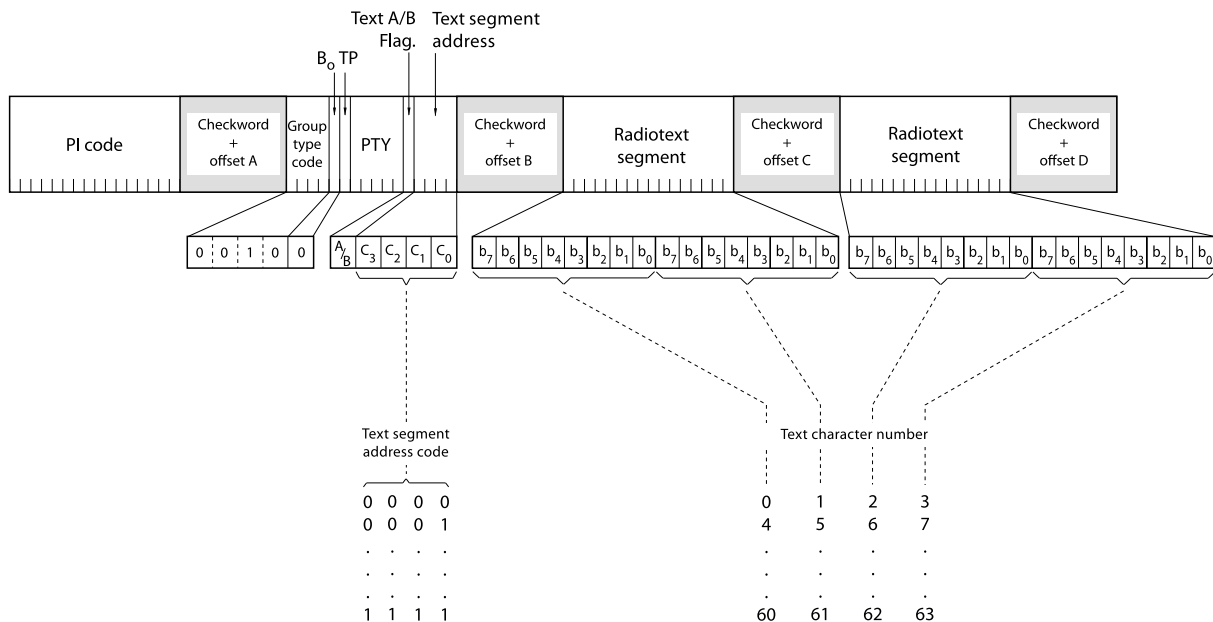 Text A/B Flag.
Text segment address
B₀ TP
PI code
Checkword + offset A
Group type code
PTY
Checkword + offset B
Radiotext segment
Checkword + offset C
Radiotext segment
Checkword + offset D
0 0 1 0 0
A/B C₃ C₂ C₁ C₀
b₇ b₆ b₅ b₄ b₃ b₂ b₁ b₀ b₇ b₆ b₅ b₄ b₃ b₂ b₁ b₀
b₇ b₆ b₅ b₄ b₃ b₂ b₁ b₀ b₇ b₆ b₅ b₄ b₃ b₂ b₁ b₀
Text segment address code
Text character number
0 0 0 0 0 1 2 3
0 0 0 1 4 5 6 7
. . . . . . . .
. . . . . . . .
. . . . . . . .
1 1 1 1 60 61 62 63